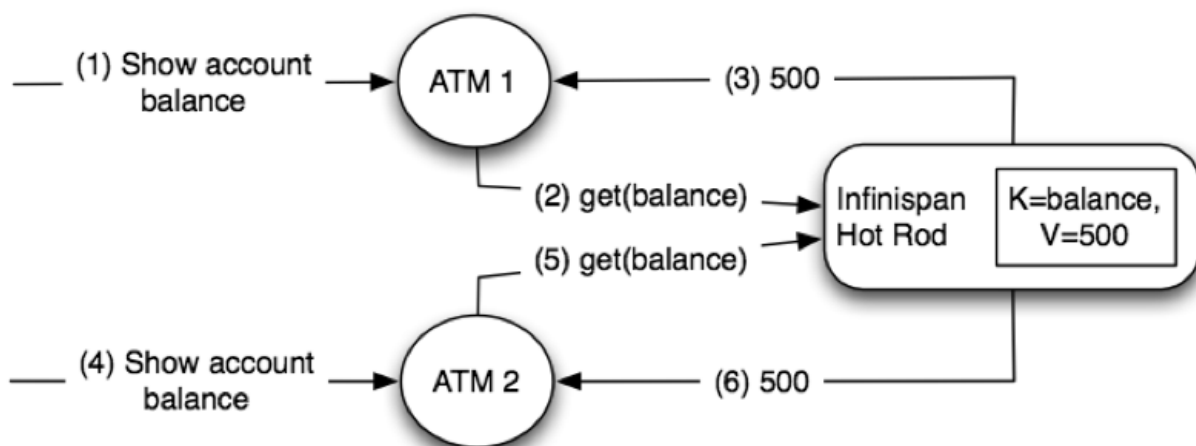 (1) Show account
balance
ATM 1
(3) 500
(2) get(balance)
Infinispan
Hot Rod
K=balance,
V=500
(5) get(balance)
(4) Show account
balance
ATM 2
(6) 500